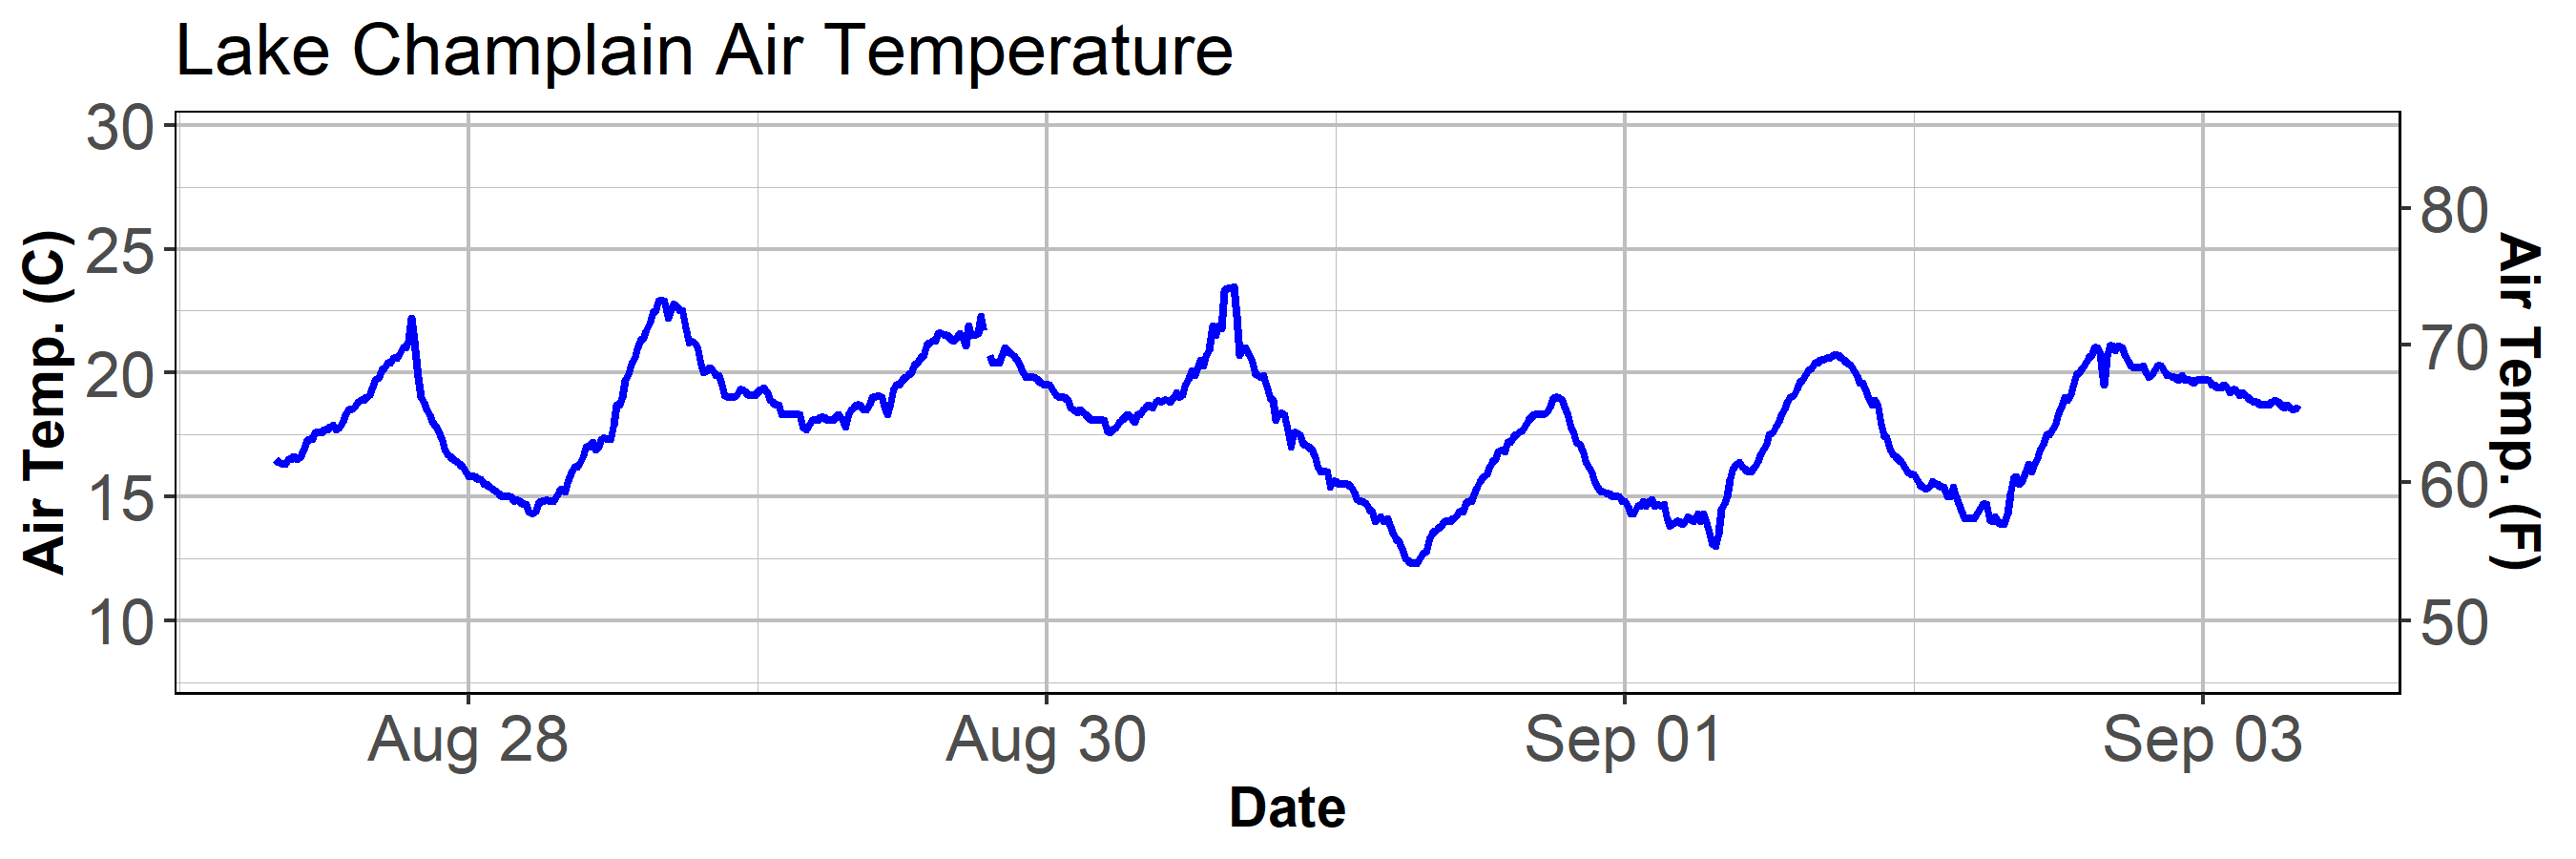 Lake Champlain Air Temperature
30
25
20
15
10
Air Temp. (C)
80
70
60
50
Air Temp. (F)
Aug 28
Aug 30
Sep 01
Sep 03
Date